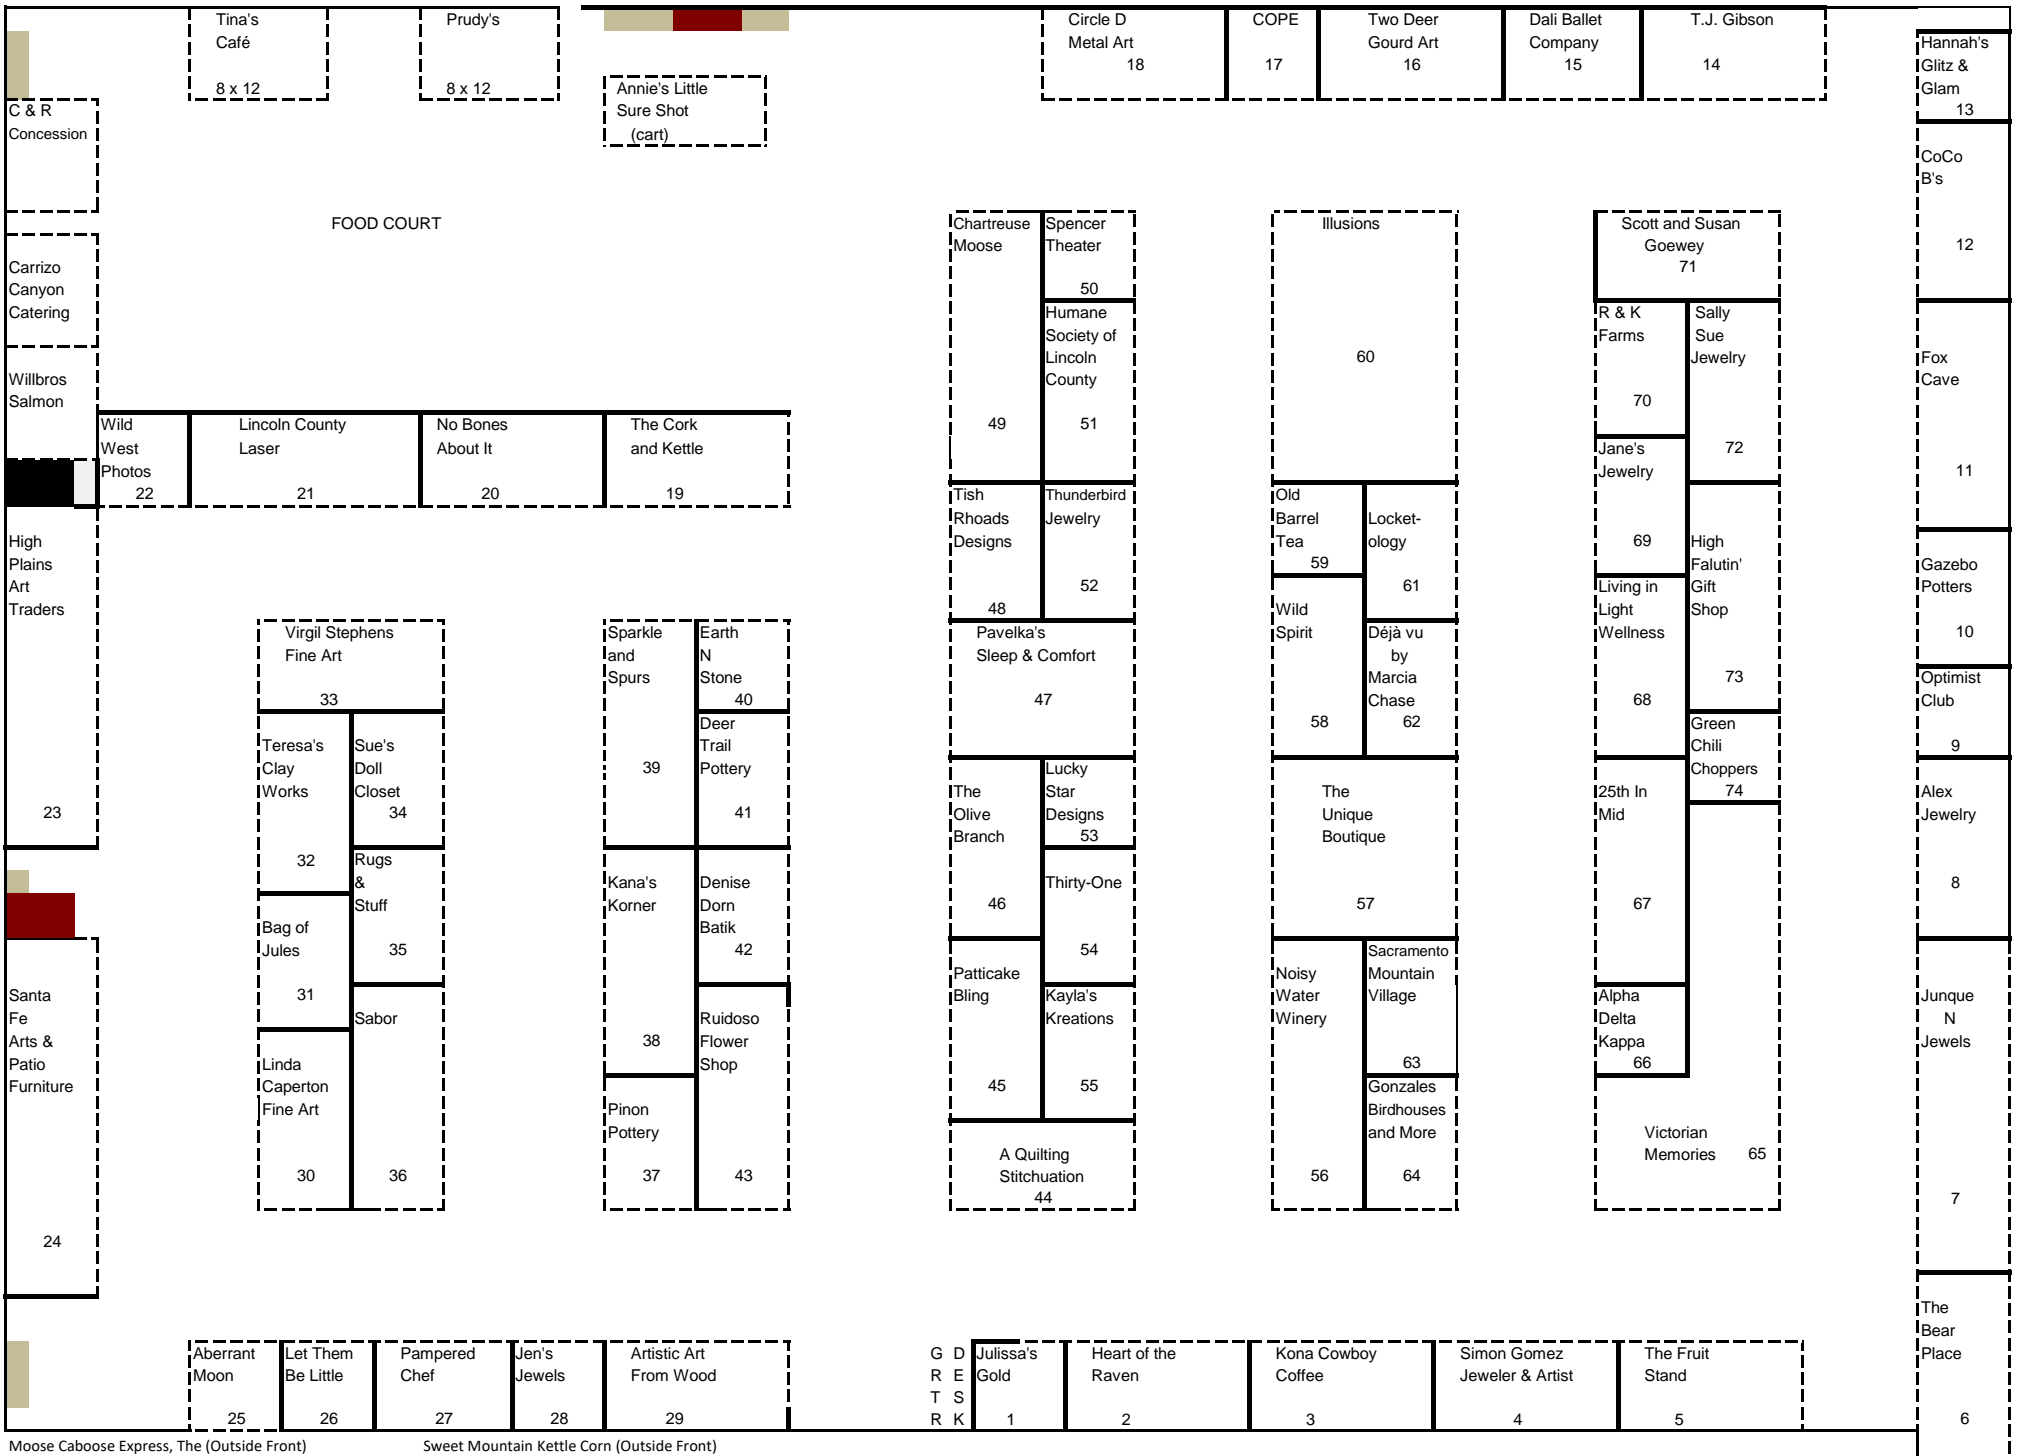 Tina's
Café
8 x 12
Prudy's
8 x 12
Annie's Little
Sure Shot
(cart)
Circle D
Metal Art
18
COPE
17
Two Deer
Gourd Art
16
Dali Ballet
Company
15
T.J. Gibson
14
Hannah's
Glitz &
Glam
13
C & R
Concession
FOOD COURT
Carrizo
Canyon
Catering
Willbros
Salmon
Wild
West
Photos
22
Lincoln County
Laser
21
No Bones
About It
20
The Cork
and Kettle
19
High
Plains
Art
Traders
23
Santa
Fe
Arts &
Patio
Furniture
24
Virgil Stephens
Fine Art
33
Teresa's
Clay
Works
32
Sue's
Doll
Closet
34
Rugs
&
Stuff
35
Bag of
Jules
31
Sabor
36
Linda
Caperton
Fine Art
30
Sparkle
and
Spurs
39
Earth
N
Stone
40
Deer
Trail
Pottery
41
Kana's
Korner
38
Denise
Dorn
Batik
42
Ruidoso
Flower
Shop
43
Pinon
Pottery
37
Chartreuse
Moose
49
Spencer
Theater
50
Humane
Society of
Lincoln
County
51
Tish
Rhoads
Designs
48
Thunderbird
Jewelry
52
Pavelka's
Sleep & Comfort
47
The
Olive
Branch
46
Lucky
Star
Designs
53
Thirty-One
54
Patticake
Bling
45
Kayla's
Kreations
55
A Quilting
Stitchuation
44
Illusions
60
Old
Barrel
Tea
59
Locket-
ology
61
Wild
Spirit
58
Déjà vu
by
Marcia
Chase
62
The
Unique
Boutique
57
Noisy
Water
Winery
56
Sacramento
Mountain
Village
63
Gonzales
Birdhouses
and More
64
Scott and Susan
Goewey
71
R & K
Farms
70
Sally
Sue
Jewelry
72
Jane's
Jewelry
69
High
Falutin'
Gift
Shop
73
Living in
Light
Wellness
68
Green
Chili
Choppers
74
25th In
Mid
67
Alpha
Delta
Kappa
66
Victorian
Memories 65
CoCo
B's
12
Fox
Cave
11
Gazebo
Potters
10
Optimist
Club
9
Alex
Jewelry
8
Junque
N
Jewels
7
The
Bear
Place
6
Aberrant
Moon
25
Let Them
Be Little
26
Pampered
Chef
27
Jen's
Jewels
28
Artistic Art
From Wood
29
G D
R E
T S
R K
Julissa's
Gold
1
Heart of the
Raven
2
Kona Cowboy
Coffee
3
Simon Gomez
Jeweler & Artist
4
The Fruit
Stand
5
Moose Caboose Express, The (Outside Front)
Sweet Mountain Kettle Corn (Outside Front)